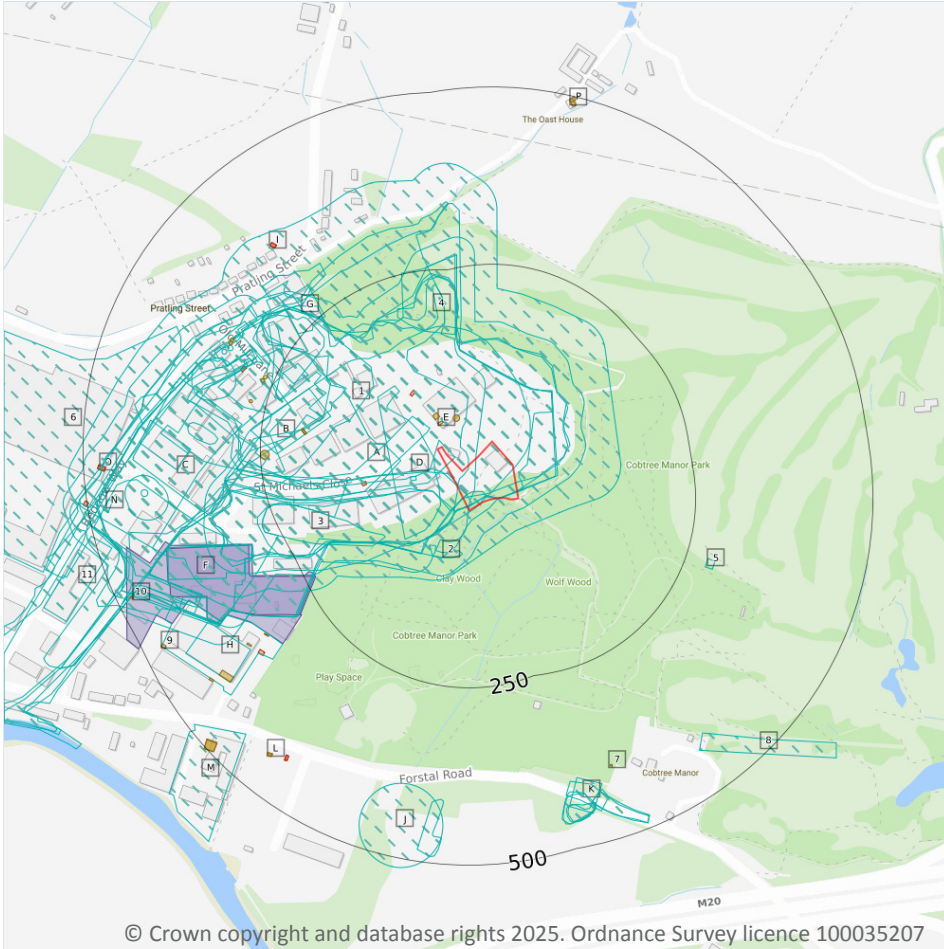 P
The Oast House
I
Pratling Street
Pratling Street
G
4
1
6
E
B
A
D
C
Cobtree Manor Park
N
St Michaels Close
3
2
5
F
11
Clay Wood
Wolf Wood
10
Cobtree Manor Park
9
H
Play Space
250
8
L
7
M
Cobtree Manor
Forstal Road
K
J
500
M20
© Crown copyright and database rights 2025. Ordnance Survey licence 100035207